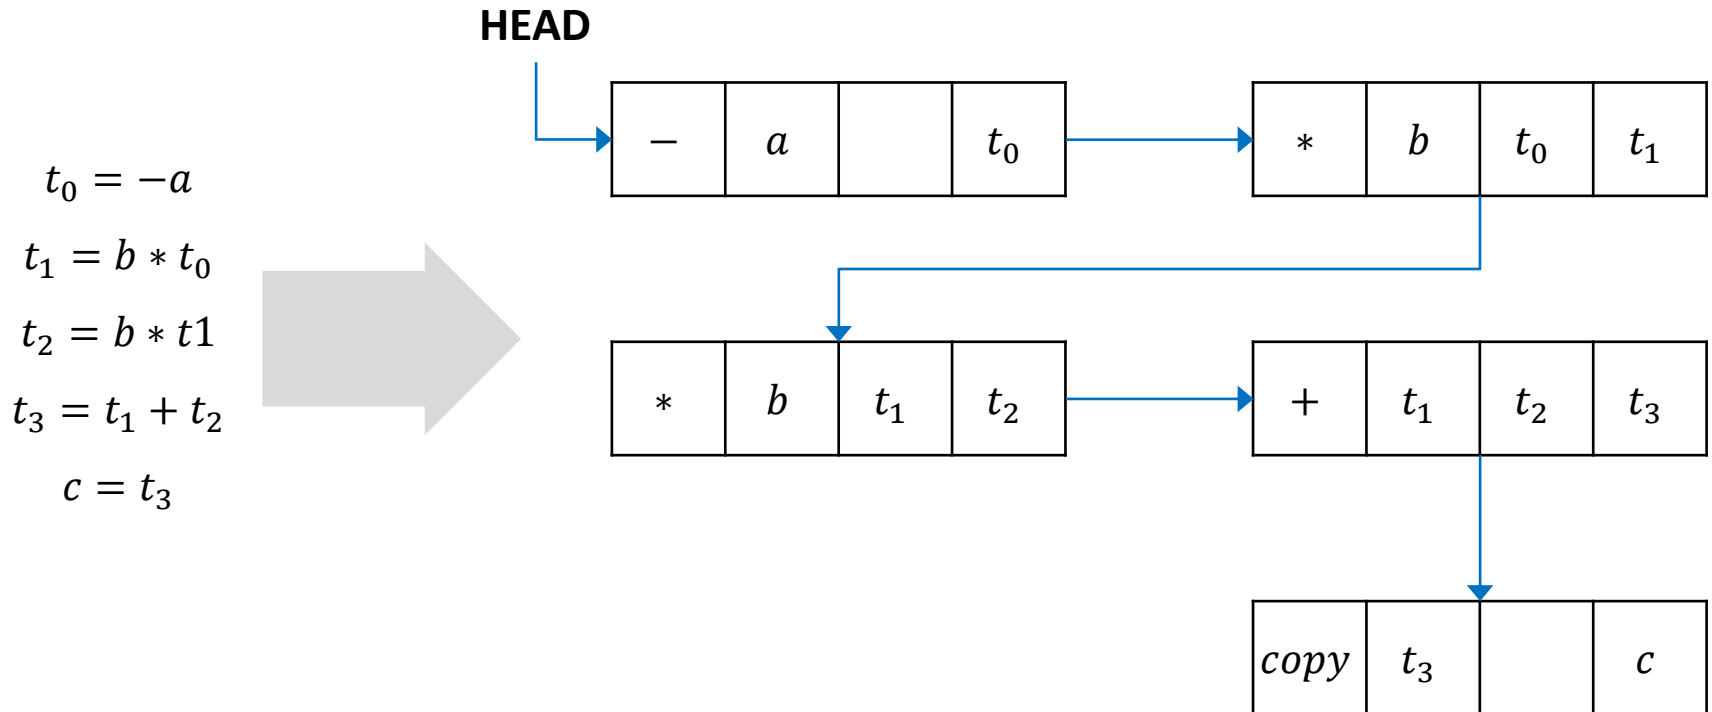 HEAD
t₀ = −a
t₁ = b ∗ t₀
t₂ = b ∗ t1
t₃ = t₁ + t₂
c = t₃
− a t₀
∗ b t₀ t₁
∗ b t₁ t₂
+ t₁ t₂ t₃
copy t₃ c